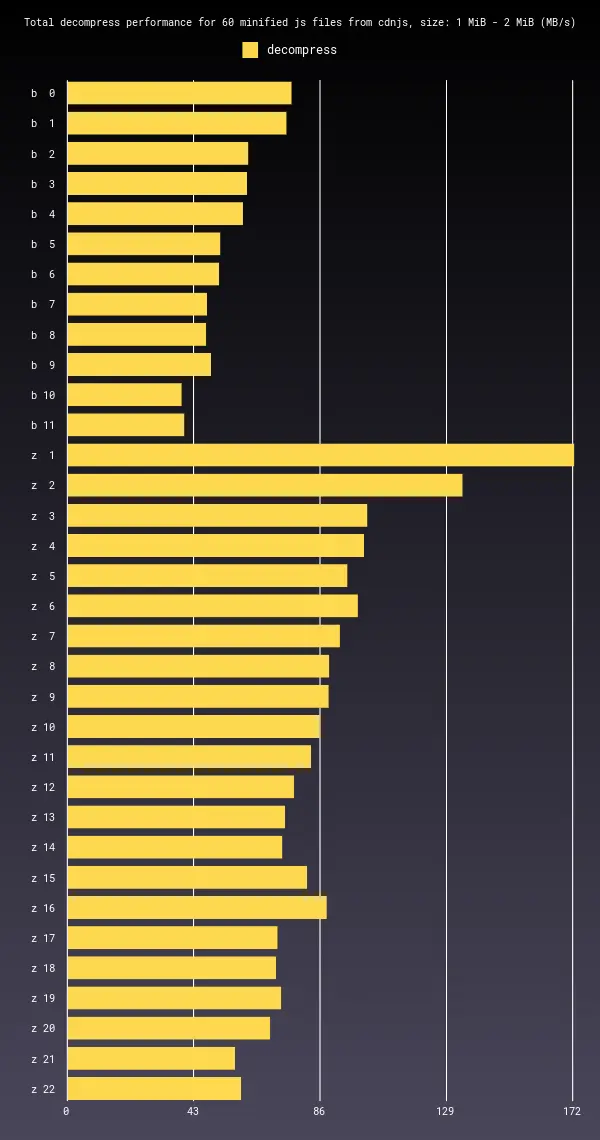 Total decompress performance for 60 minified js files from cdnjs, size: 1 MiB - 2 MiB (MB/s)
decompress
b 0
b 1
b 2
b 3
b 4
b 5
b 6
b 7
b 8
b 9
b 10
b 11
z 1
z 2
z 3
z 4
z 5
z 6
z 7
z 8
z 9
z 10
z 11
z 12
z 13
z 14
z 15
z 16
z 17
z 18
z 19
z 20
z 21
z 22
0 43 86 129 172